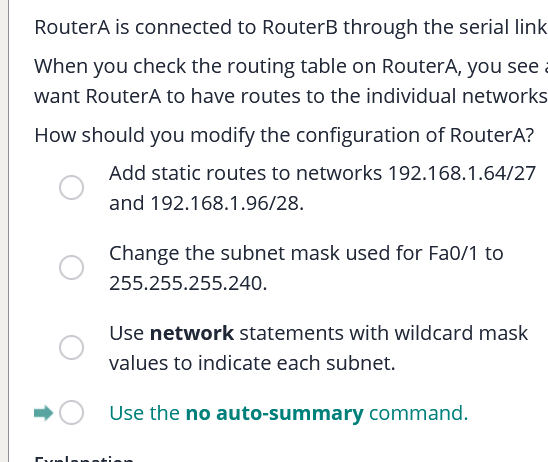 RouterA is connected to RouterB through the serial link
When you check the routing table on RouterA, you see
want RouterA to have routes to the individual networks
How should you modify the configuration of RouterA?
Add static routes to networks 192.168.1.64/27
and 192.168.1.96/28.
Change the subnet mask used for Fa0/1 to
255.255.255.240.
Use network statements with wildcard mask
values to indicate each subnet.
Use the no auto-summary command.
Explanation